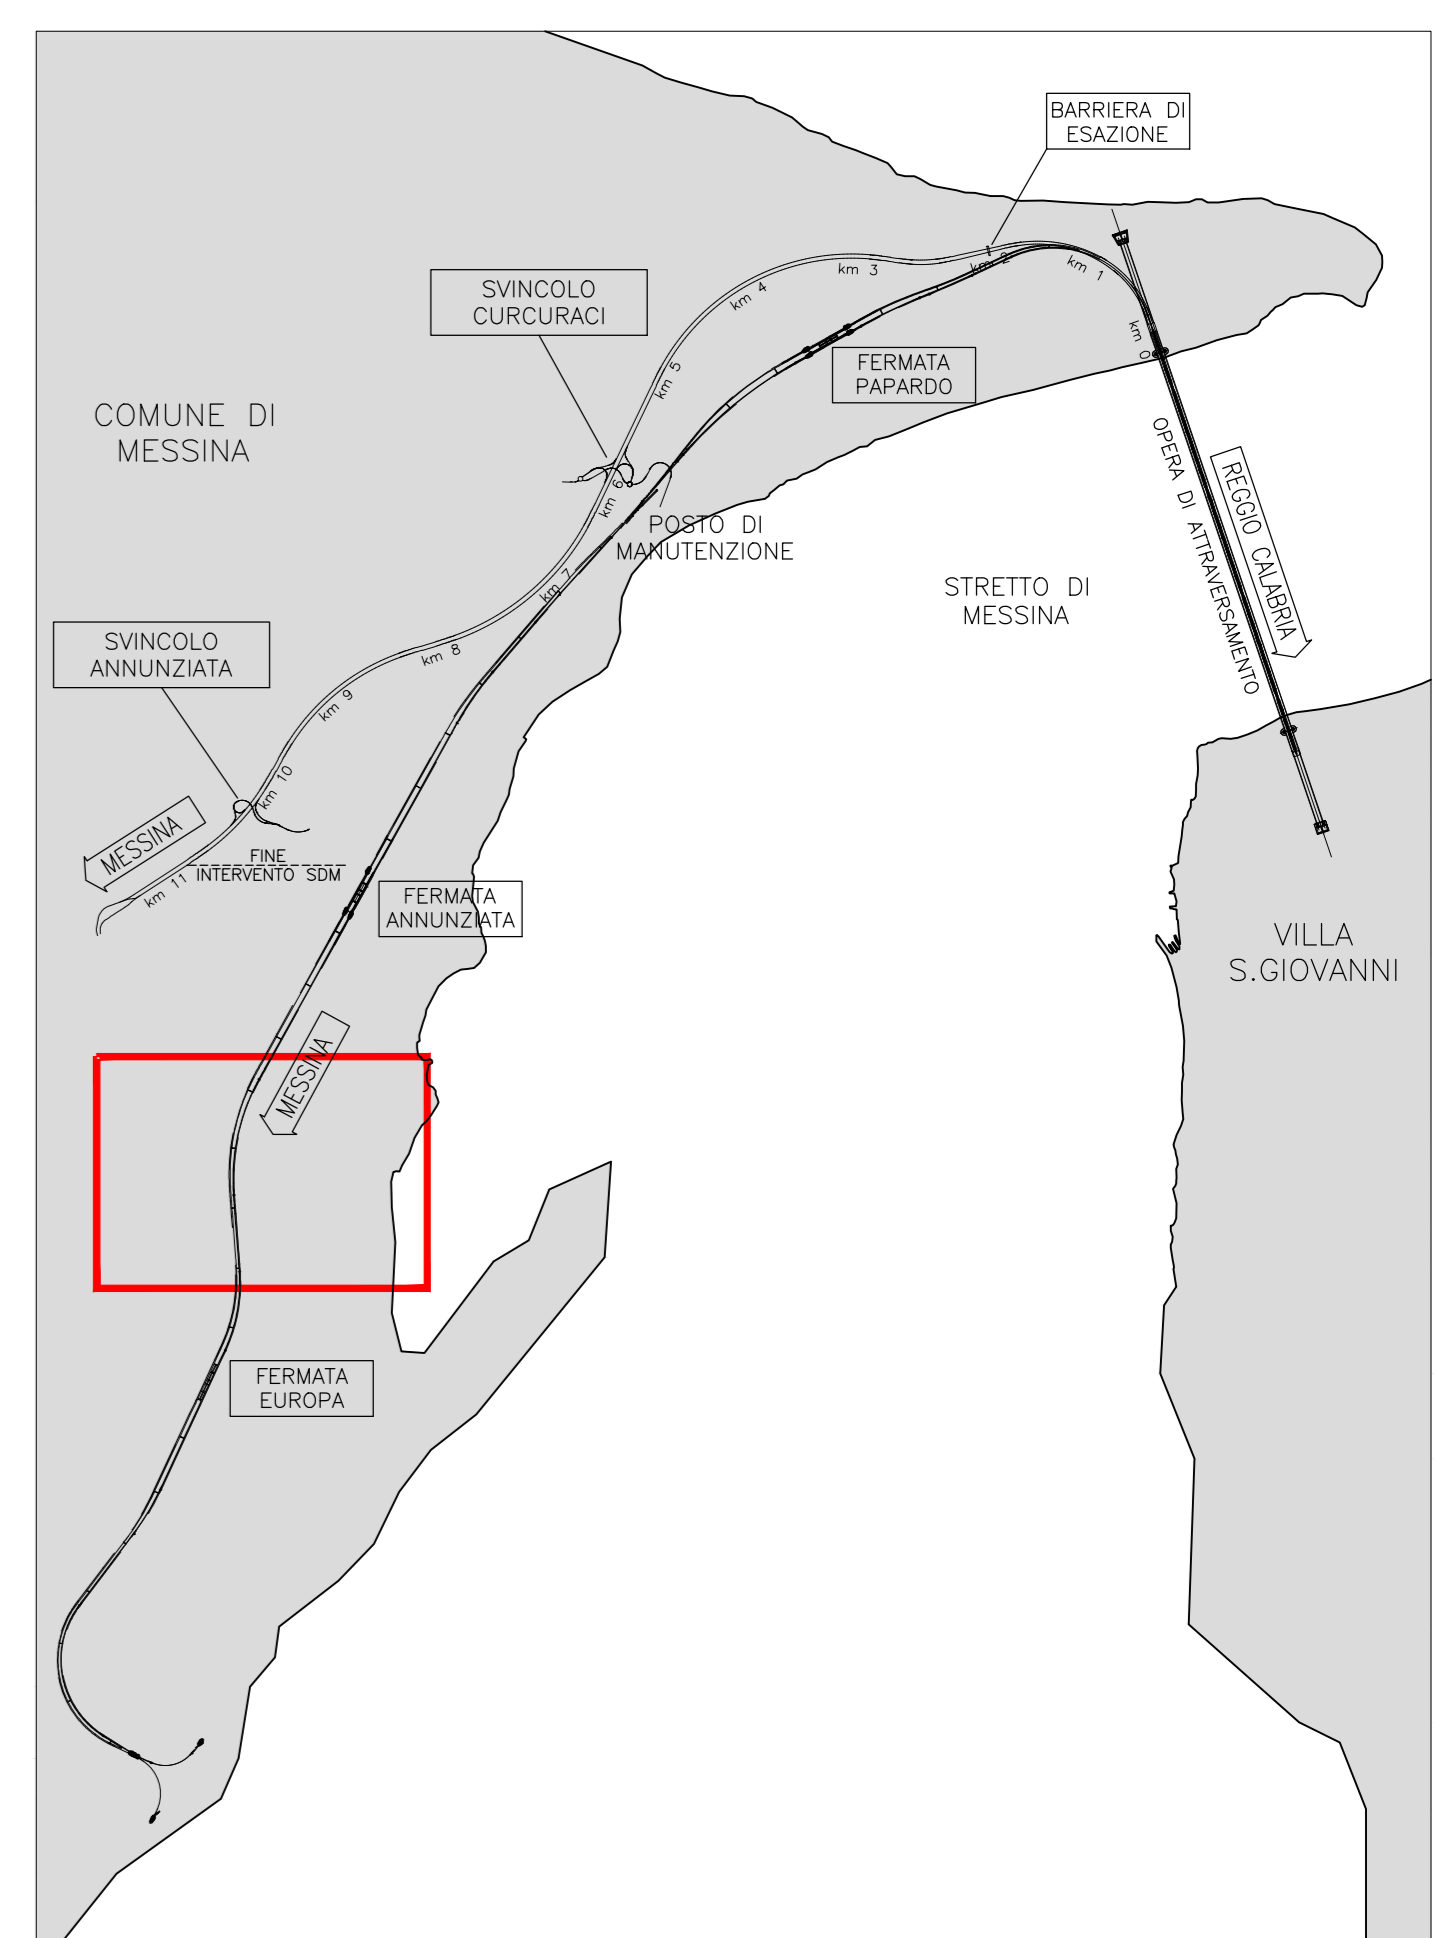 BARRIERA DI
ESAZIONE
km 0
km 1
km 2
km 3
km 4
km 5
km 6
km 7
km 8
km 9
km 10
km 11
SVINCOLO
CURCURACI
FERMATA
PAPARDO
COMUNE DI
MESSINA
OPERA DI ATTRAVERSAMENTO
REGGIO CALABRIA
POSTO DI
MANUTENZIONE
STRETTO DI
MESSINA
SVINCOLO
ANNUNZIATA
MESSINA
FINE
INTERVENTO SDM
FERMATA
ANNUNZIATA
VILLA
S.GIOVANNI
MESSINA
FERMATA
EUROPA